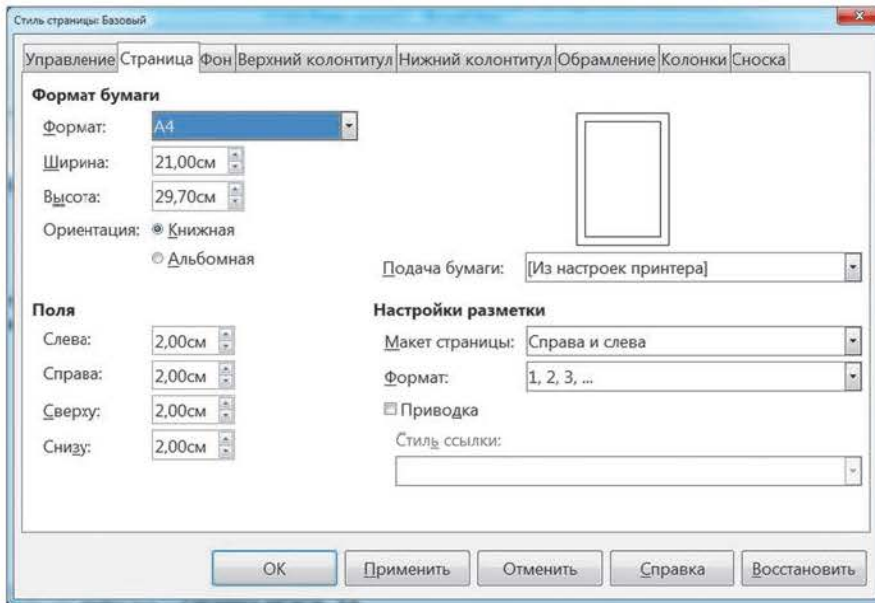 Стиль страницы: Базовый
Управление Страница Фон Верхний колонтитул Нижний колонтитул Обрамление Колонки Сноска
Формат бумаги
Формат: A4
Ширина: 21,00см
Высота: 29,70см
Ориентация: Книжная
Альбомная
Подача бумаги: [Из настроек принтера]
Поля
Слева: 2,00см
Справа: 2,00см
Сверху: 2,00см
Снизу: 2,00см
Настройки разметки
Макет страницы: Справа и слева
Формат: 1, 2, 3, ...
Приводка
Стиль ссылки:
ОК Применить Отменить Справка Восстановить